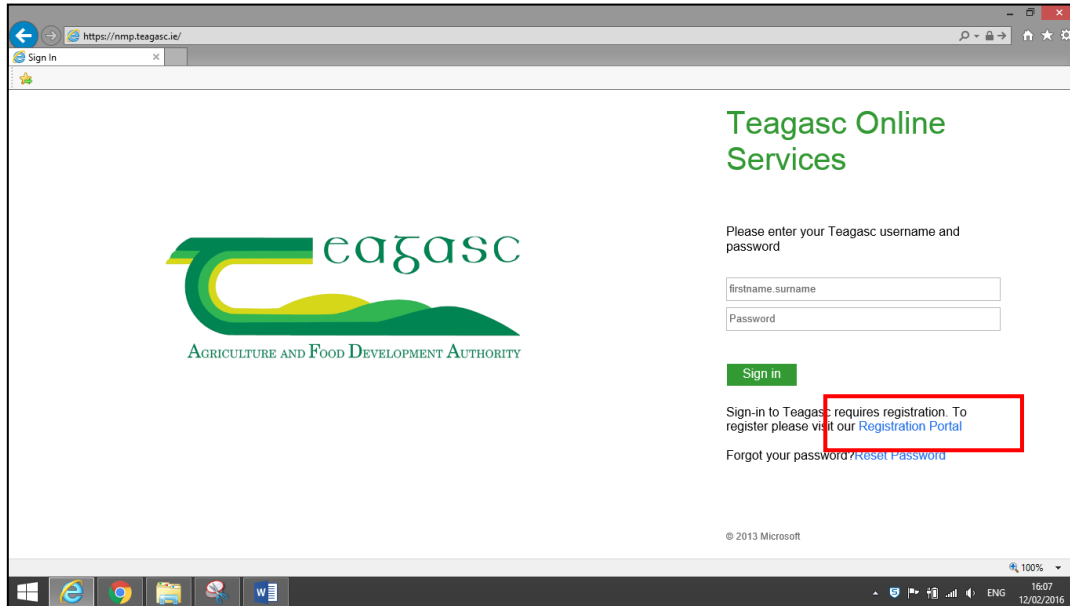 https://nmp.teagasc.ie/
Sign In
Teagasc Online
Services
Please enter your Teagasc username and
password
firstname.surname
Password
Sign in
Sign-in to Teagasc requires registration. To
register please visit our Registration Portal
Forgot your password?Reset Password
© 2013 Microsoft
eagasc
Agriculture and Food Development Authority
100%
ENG
16:07
12/02/2016